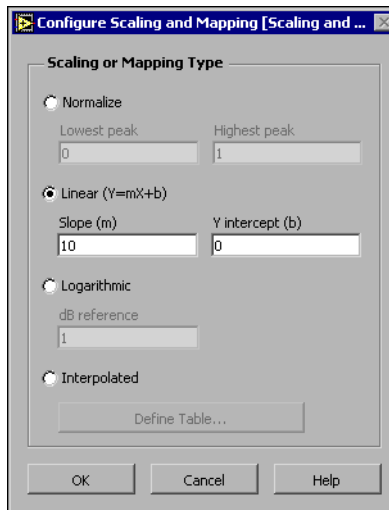 Configure Scaling and Mapping [Scaling and ...
Scaling or Mapping Type
Normalize
Lowest peak Highest peak
0 1
Linear (Y=mX+b)
Slope (m) Y intercept (b)
10 0
Logarithmic
dB reference
1
Interpolated
Define Table...
OK Cancel Help